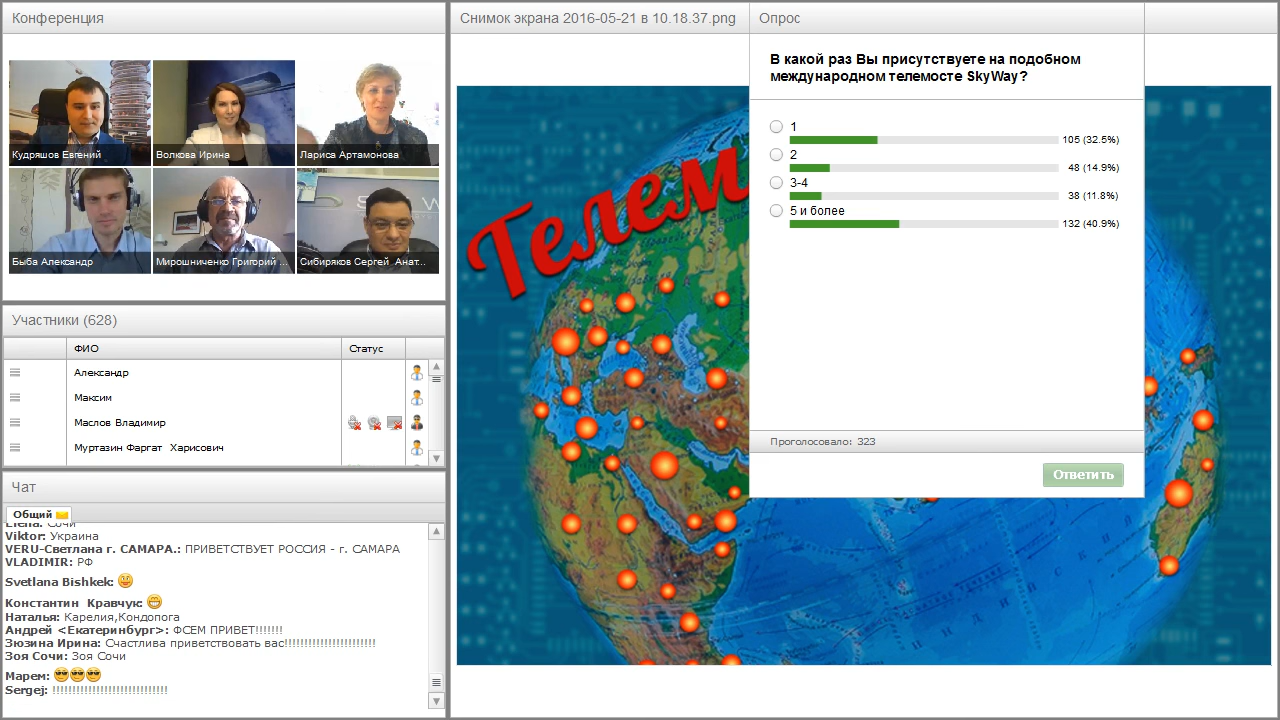 Конференция
Кудряшов Евгений
Волкова Ирина
Лариса Артамонова
Быба Александр
Мирошниченко Григорий ...
Сибиряков Сергей Анат...
Участники (628)
ФИО
Статус
Александр
Максим
Маслов Владимир
Муртазин Фаргат Харисович
Чат
Общий
Elena: Сочи
Viktor: Украина
VERU-Светлана г. САМАРА.: ПРИВЕТСТВУЕТ РОССИЯ - г. САМАРА
VLADIMIR: РФ
Svetlana Bishkek:
Константин Кравчук:
Наталья: Карелия,Кондопога
Андрей <Екатеринбург>: ФСЕМ ПРИВЕТ!!!!!!!
Зюзина Ирина: Счастлива приветствовать вас!!!!!!!!!!!!!!!!!!!!!!!
Зоя Сочи: Зоя Сочи
Марем:
Sergej: !!!!!!!!!!!!!!!!!!!!!!!!!!!!!
Снимок экрана 2016-05-21 в 10.18.37.png
Телем
Опрос
В какой раз Вы присутствуете на подобном
международном телемосте SkyWay?
1
105 (32.5%)
2
48 (14.9%)
3-4
38 (11.8%)
5 и более
132 (40.9%)
Проголосовало: 323
Ответить